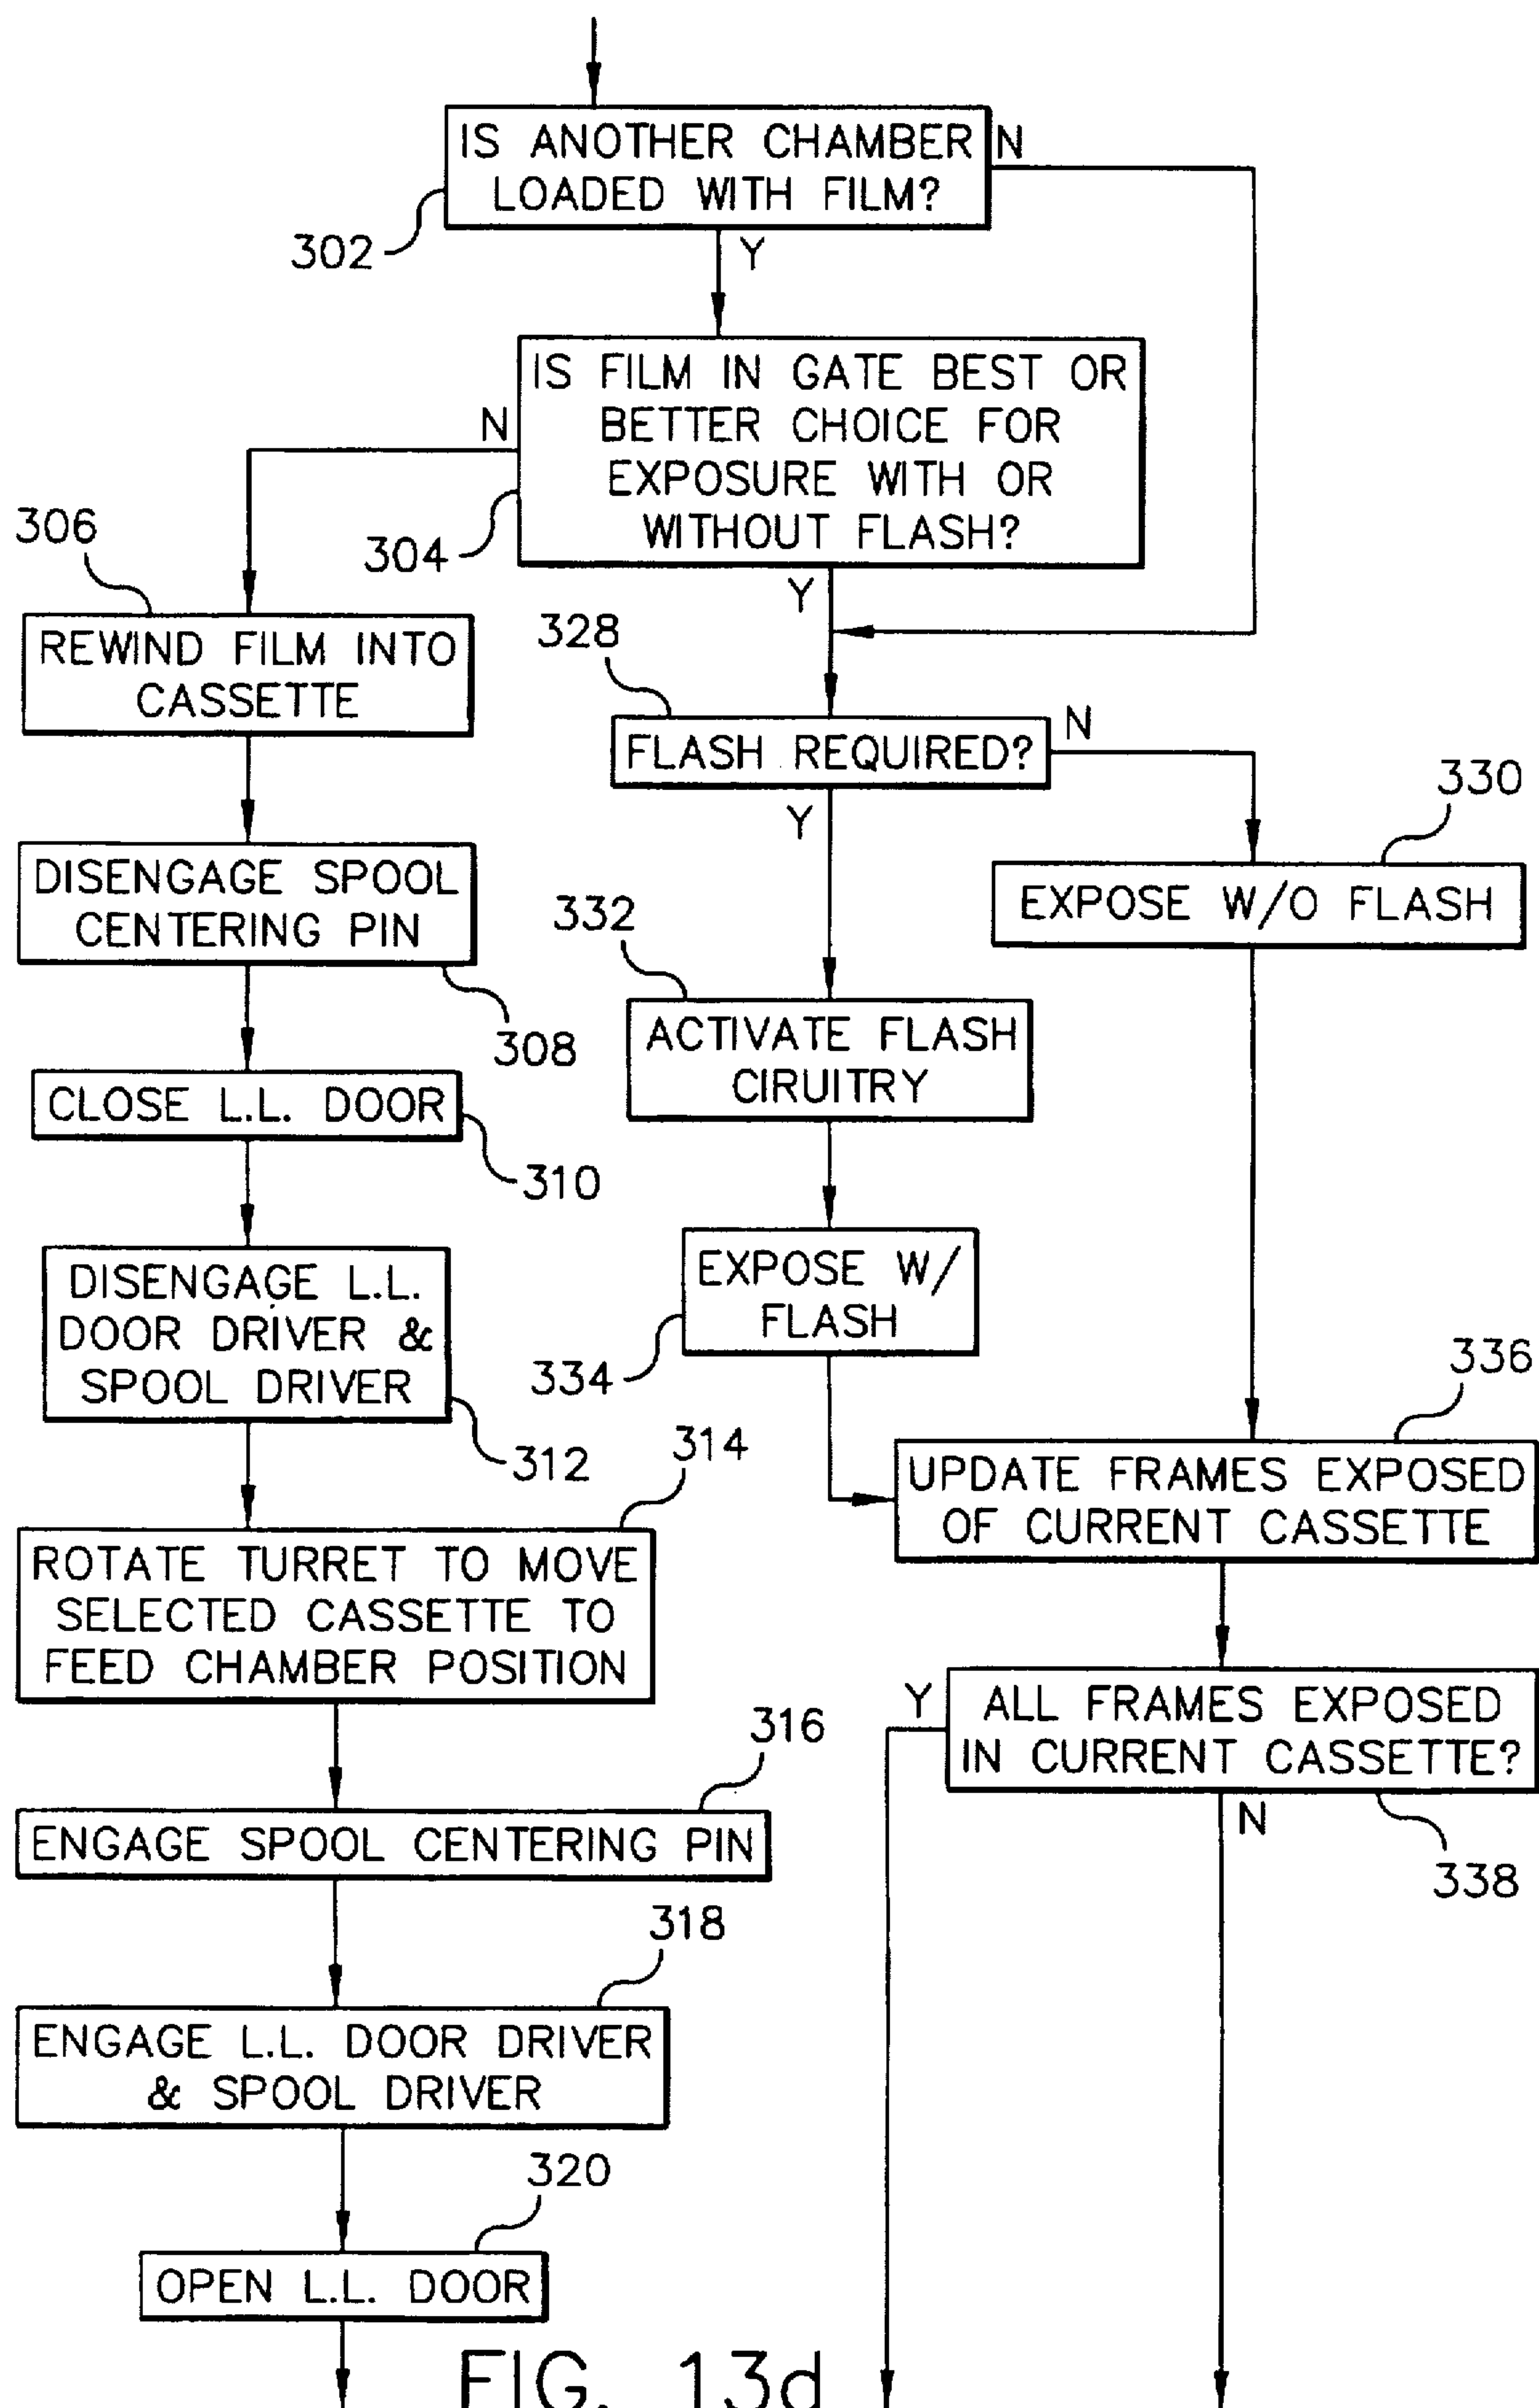 IS ANOTHER CHAMBER
LOADED WITH FILM?
N
302
Y
IS FILM IN GATE BEST OR
BETTER CHOICE FOR
EXPOSURE WITH OR
WITHOUT FLASH?
N
304
Y
306
REWIND FILM INTO
CASSETTE
328
FLASH REQUIRED?
N
Y
330
EXPOSE W/O FLASH
DISENGAGE SPOOL
CENTERING PIN
308
332
ACTIVATE FLASH
CIRUITRY
CLOSE L.L. DOOR
310
EXPOSE W/
FLASH
334
DISENGAGE L.L.
DOOR DRIVER &
SPOOL DRIVER
312
336
UPDATE FRAMES EXPOSED
OF CURRENT CASSETTE
314
ROTATE TURRET TO MOVE
SELECTED CASSETTE TO
FEED CHAMBER POSITION
Y
ALL FRAMES EXPOSED
IN CURRENT CASSETTE?
N
338
316
ENGAGE SPOOL CENTERING PIN
318
ENGAGE L.L. DOOR DRIVER
& SPOOL DRIVER
320
OPEN L.L. DOOR
FIG. 13d